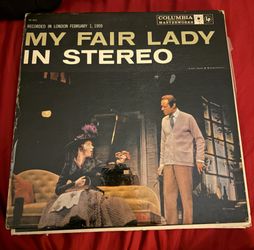 RECORDED IN LONDON FEBRUARY 1, 1959
COLUMBIA
MASTERWORKS
MY FAIR LADY
IN STEREO